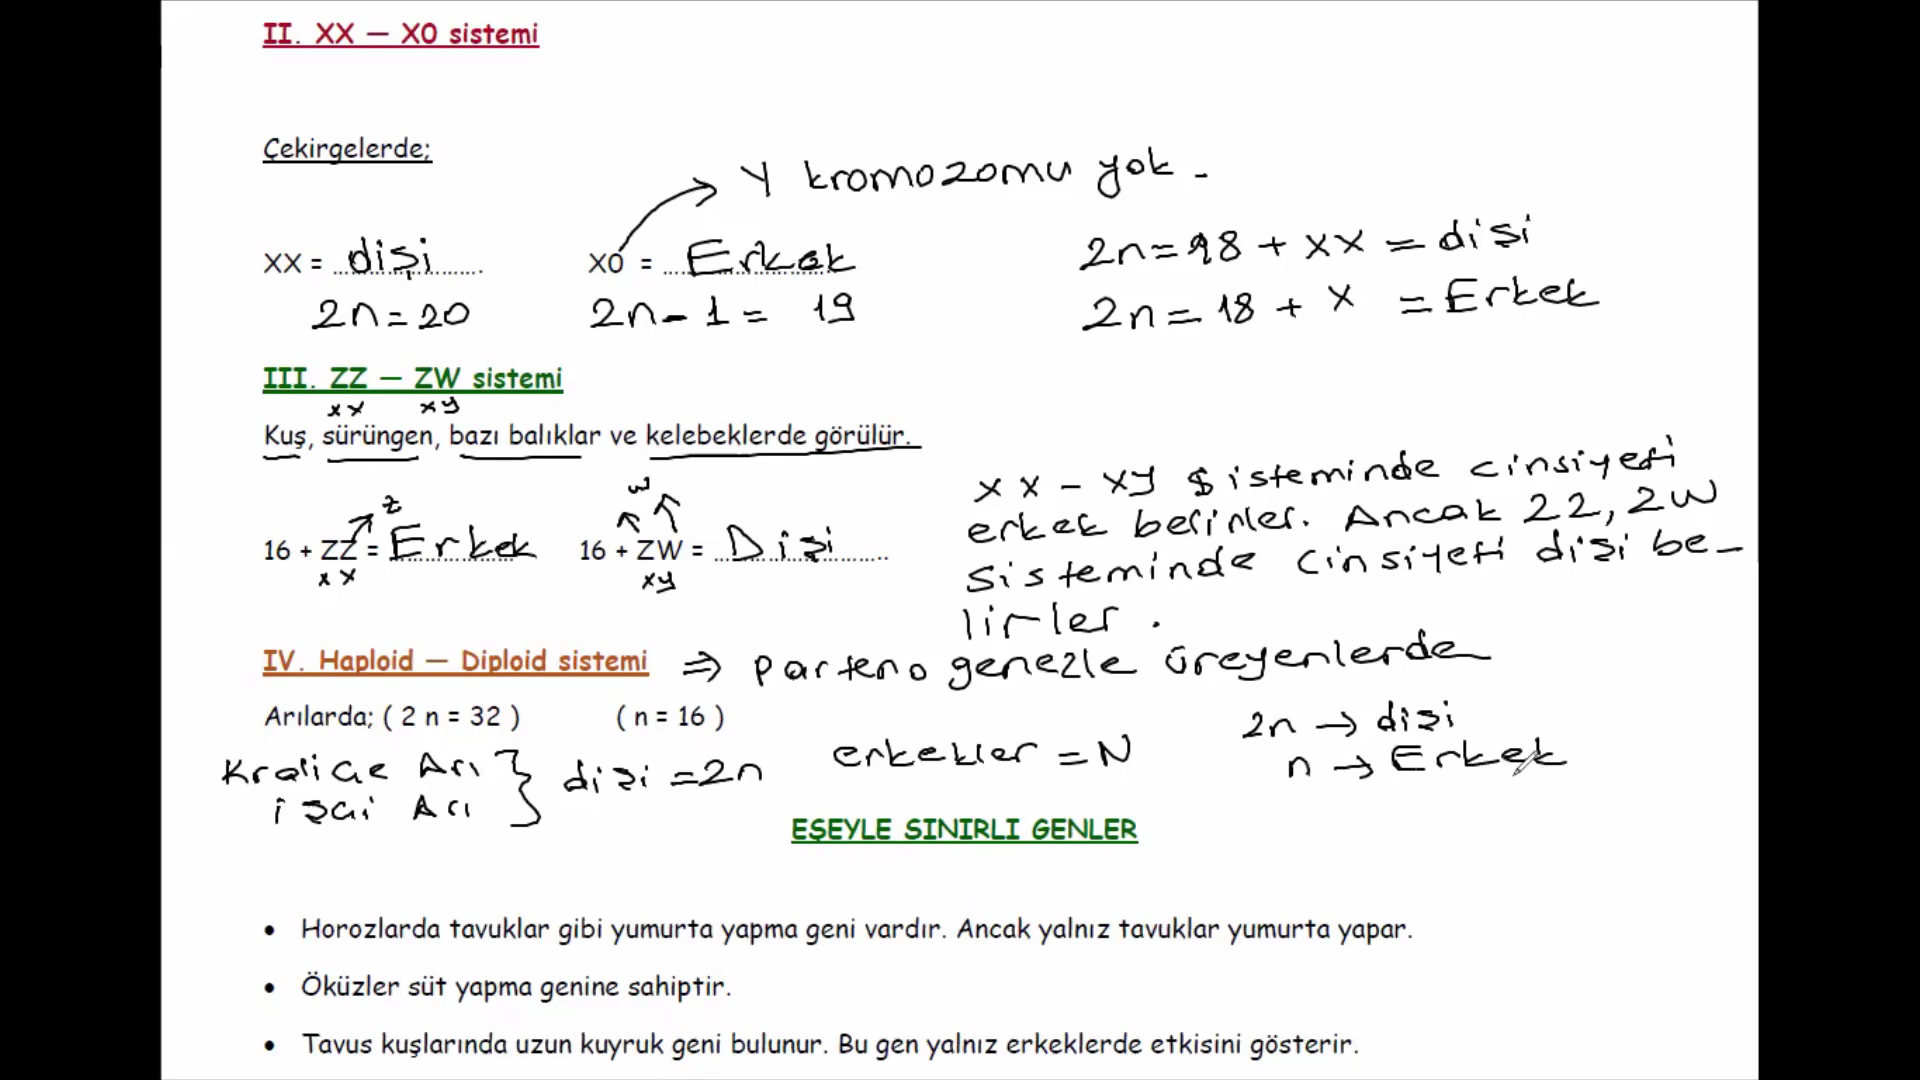 II. XX — X0 sistemi
Çekirgelerde;
Y kromozomu yok.
XX = dişi
X0 = Erkek
2n=18 + XX = dişi
2n=20
2n-1= 19
2n=18 + X = Erkek
III. ZZ — ZW sistemi
xx xy
Kuş, sürüngen, bazı balıklar ve kelebeklerde görülür.
z
w
16 + ZZ = Erkek
xx
16 + ZW = Dişi
xy
xx - xy Sisteminde cinsiyeti
erkek belirler. Ancak ZZ, ZW
Sisteminde cinsiyeti dişi be-
lirler.
IV. Haploid — Diploid sistemi ⇒ partenogenezle üreyenlerde
Arılarda; ( 2 n = 32 ) ( n = 16 )
Kraliçe Arı
işçi Arı } dişi =2n
erkekler = N
2n → dişi
n → Erkek
EŞEYLE SINIRLI GENLER
• Horozlarda tavuklar gibi yumurta yapma geni vardır. Ancak yalnız tavuklar yumurta yapar.
• Öküzler süt yapma genine sahiptir.
• Tavus kuşlarında uzun kuyruk geni bulunur. Bu gen yalnız erkeklerde etkisini gösterir.